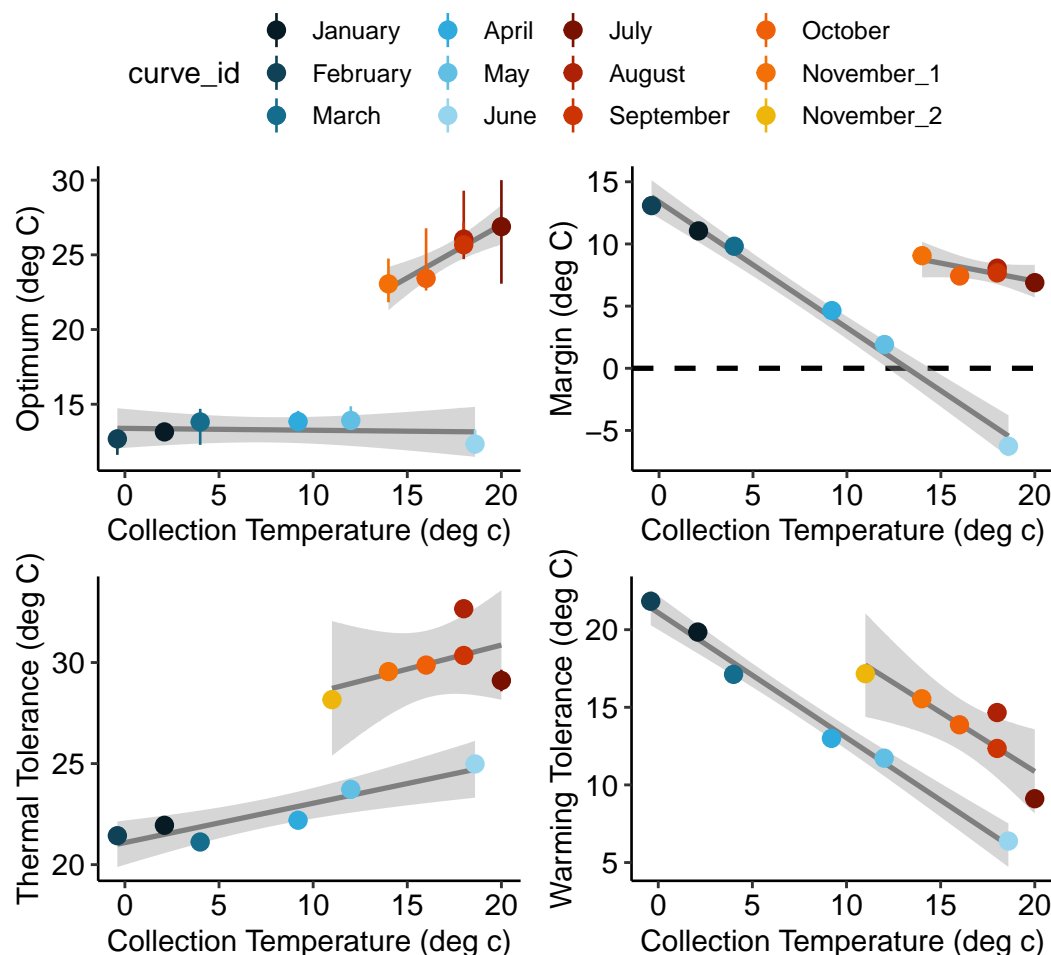 January April July October
curve_id February May August November_1
March June September November_2
Optimum (deg C)
30
25
20
15
0 5 10 15 20
Collection Temperature (deg c)
Margin (deg C)
15
10
5
0
−5
0 5 10 15 20
Collection Temperature (deg c)
Thermal Tolerance (deg C)
35
30
25
20
0 5 10 15 20
Collection Temperature (deg c)
Warming Tolerance (deg C)
20
15
10
5
0 5 10 15 20
Collection Temperature (deg c)